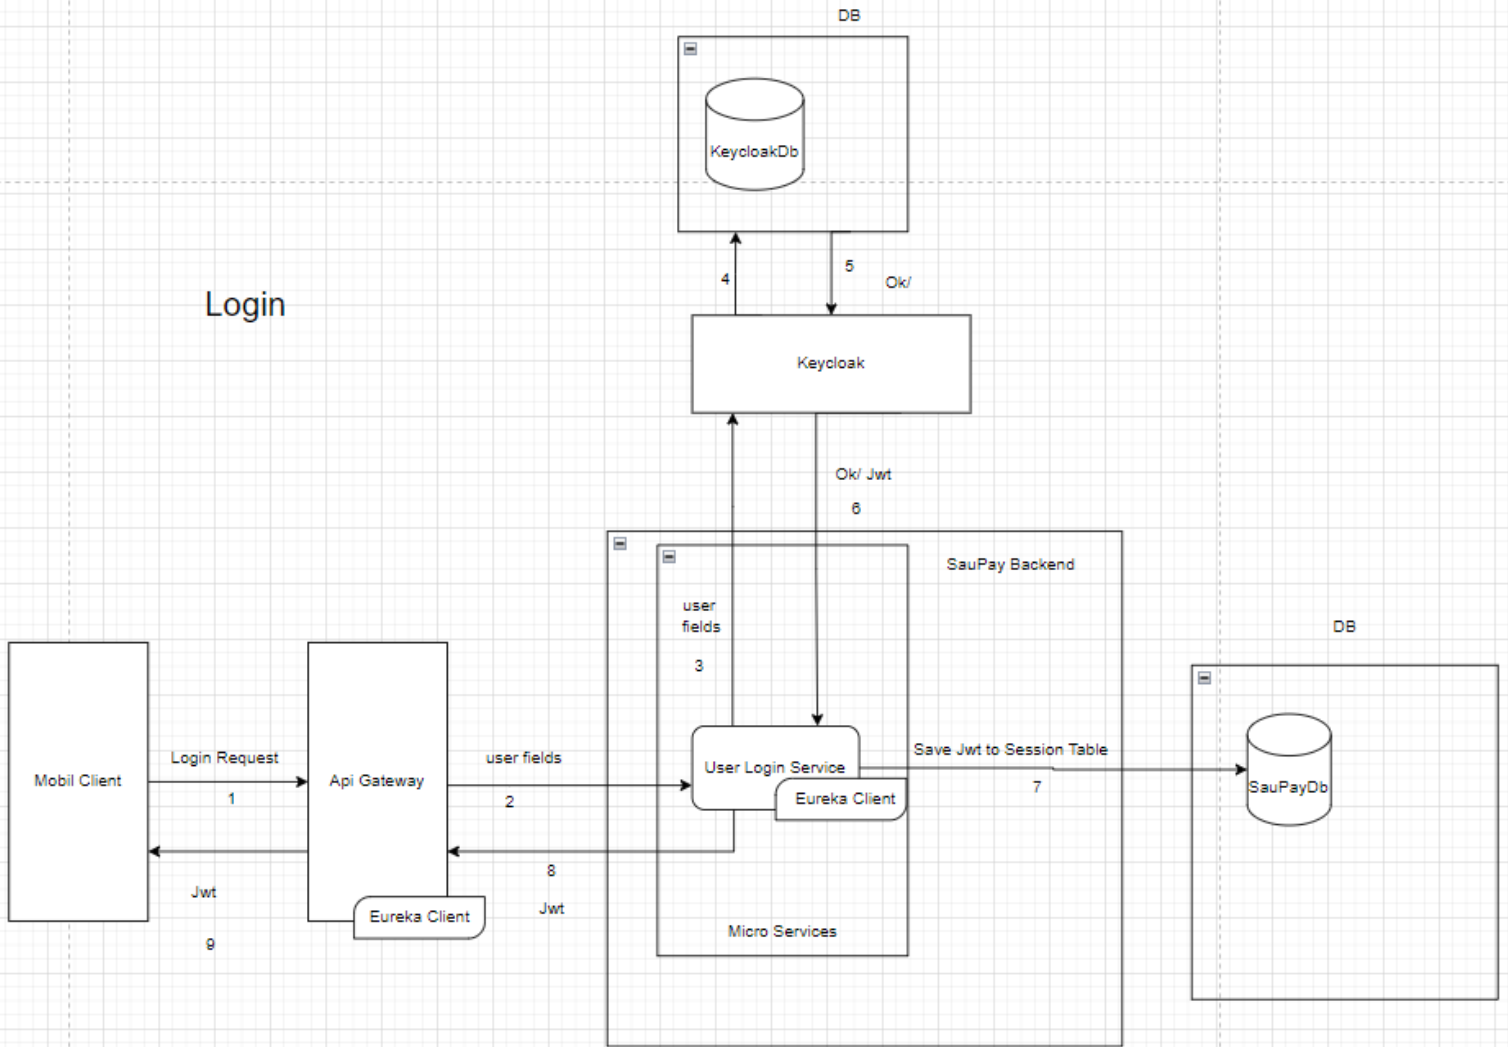 DB
KeycloakDb
4
5
Ok/
Login
Keycloak
Ok/ Jwt
6
SauPay Backend
user
fields
3
DB
Mobil Client
Login Request
1
Api Gateway
user fields
2
User Login Service
Eureka Client
Save Jwt to Session Table
7
SauPayDb
8
Jwt
Jwt
9
Eureka Client
Micro Services